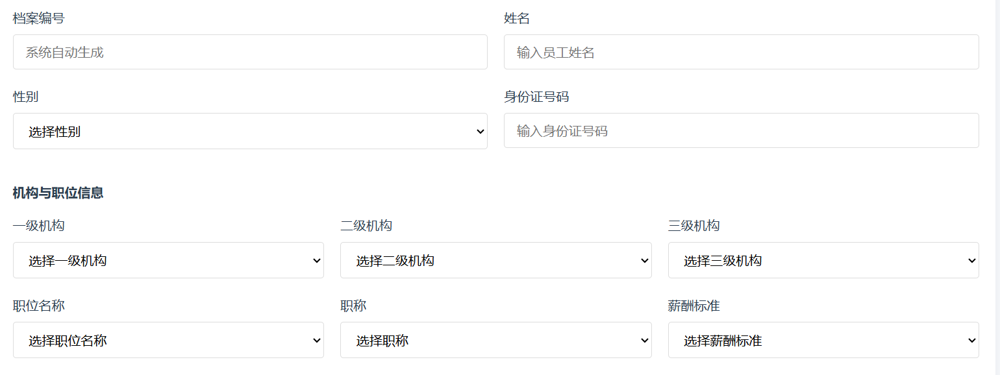 档案编号
姓名
系统自动生成
输入员工姓名
性别
身份证号码
选择性别
输入身份证号码
机构与职位信息
一级机构
二级机构
三级机构
选择一级机构
选择二级机构
选择三级机构
职位名称
职称
薪酬标准
选择职位名称
选择职称
选择薪酬标准